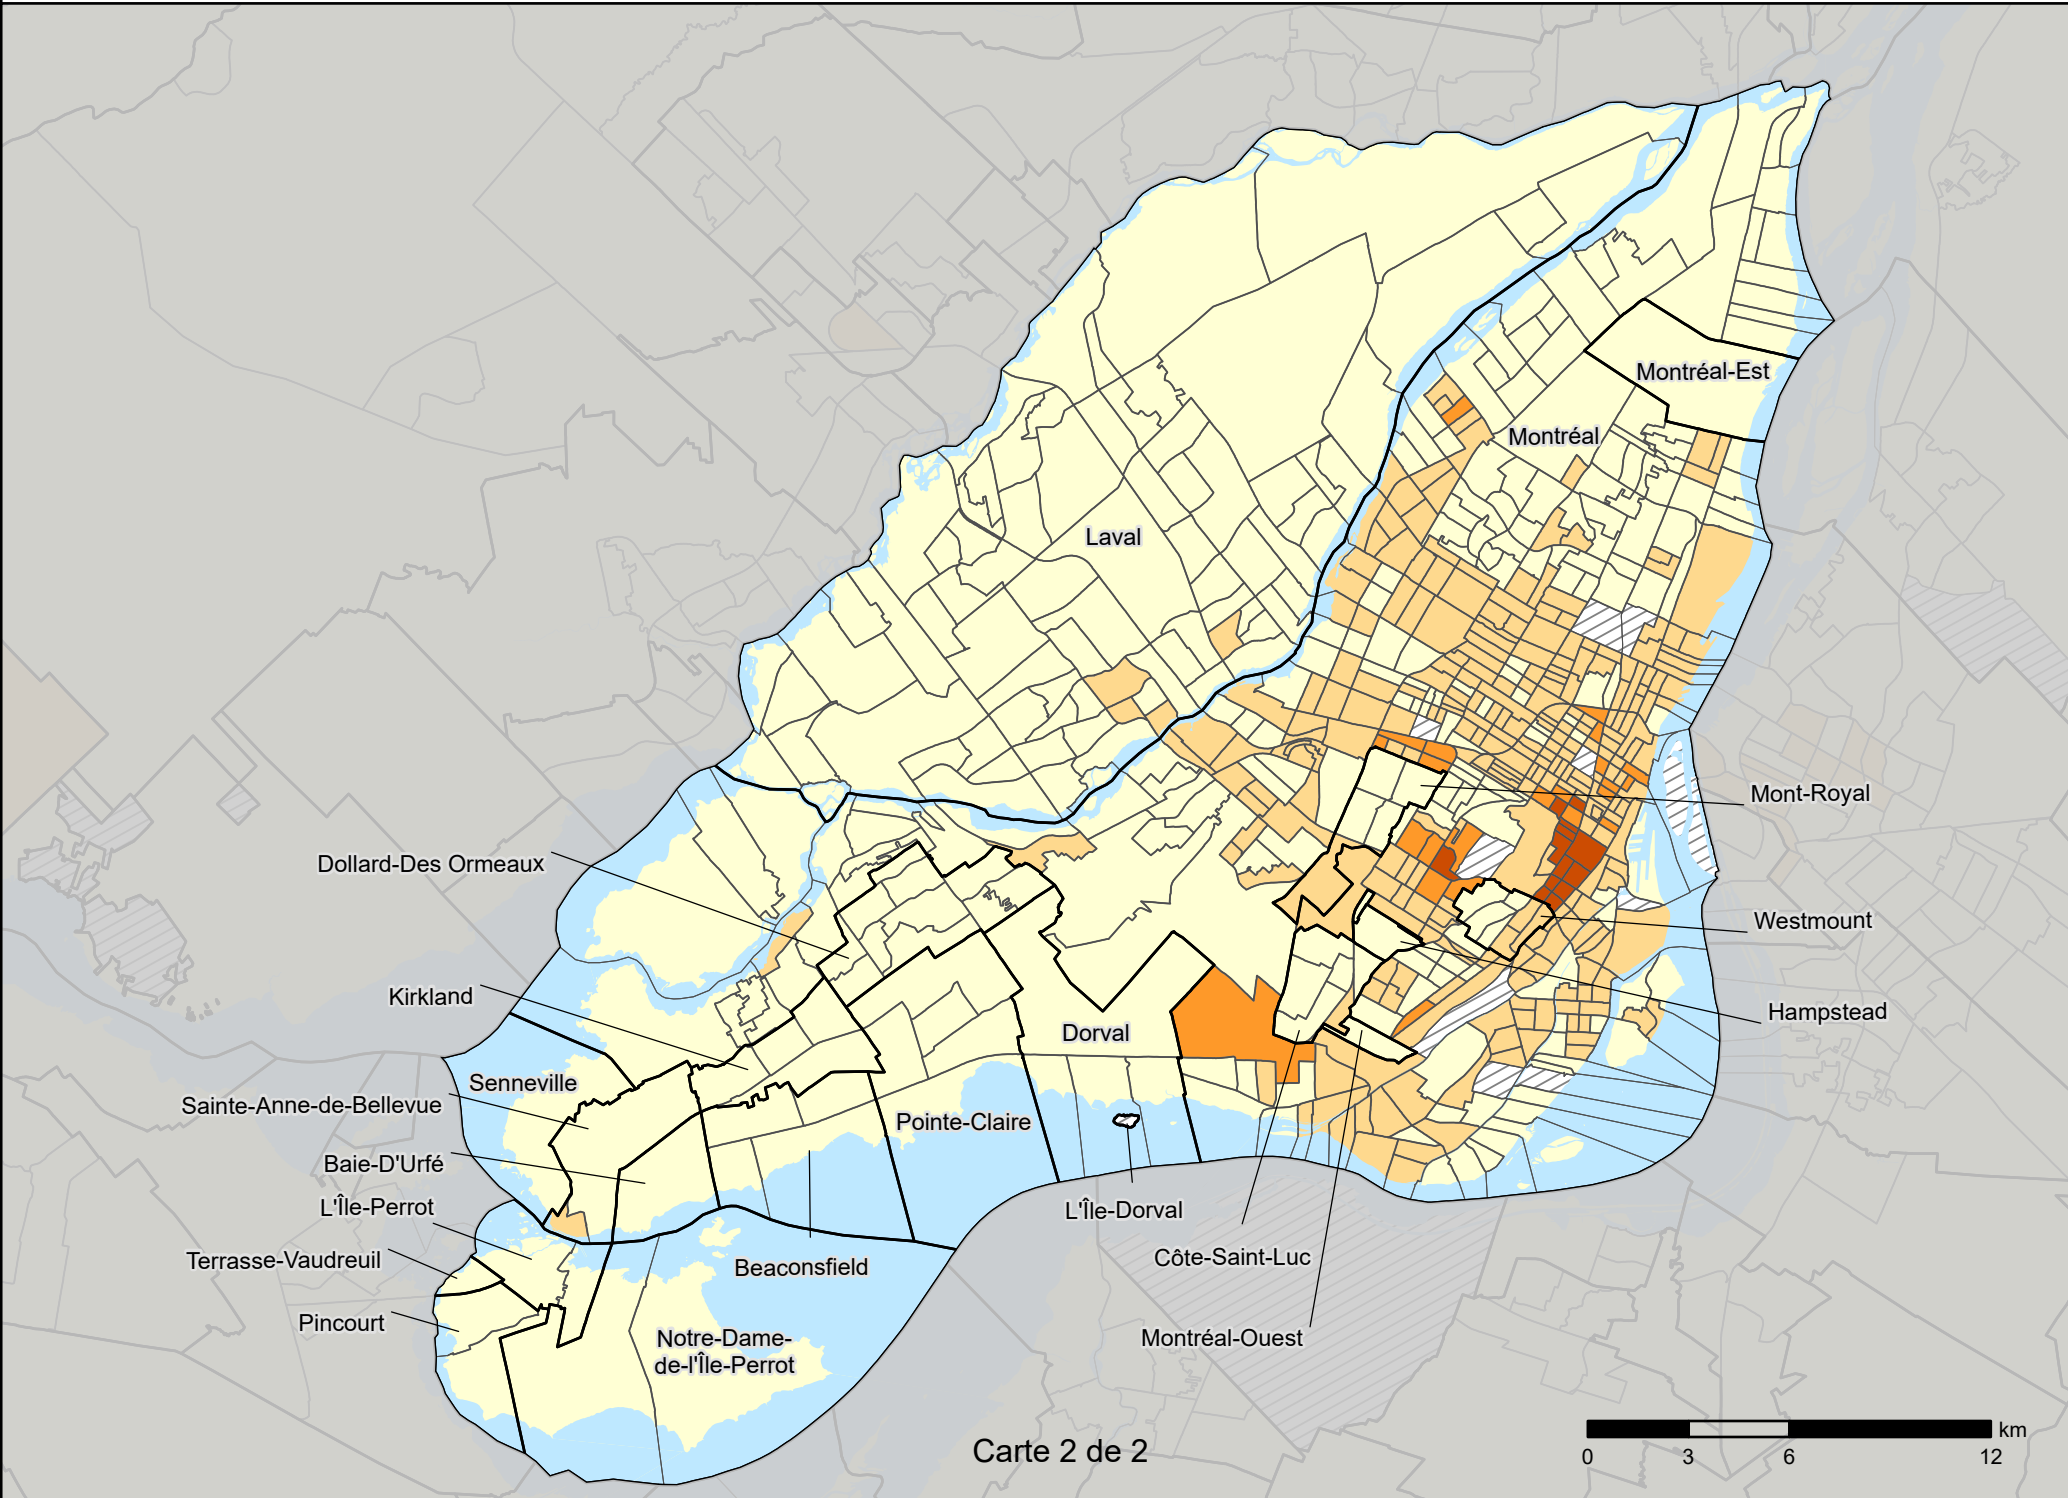 Montréal-Est
Montréal
Laval
Mont-Royal
Dollard-Des Ormeaux
Westmount
Kirkland
Hampstead
Dorval
Senneville
Sainte-Anne-de-Bellevue
Pointe-Claire
Baie-D'Urfé
L'Île-Perrot
L'Île-Dorval
Terrasse-Vaudreuil
Côte-Saint-Luc
Beaconsfield
Pincourt
Notre-Dame-
de-l'Île-Perrot
Montréal-Ouest
Carte 2 de 2
km
0 3 6 12